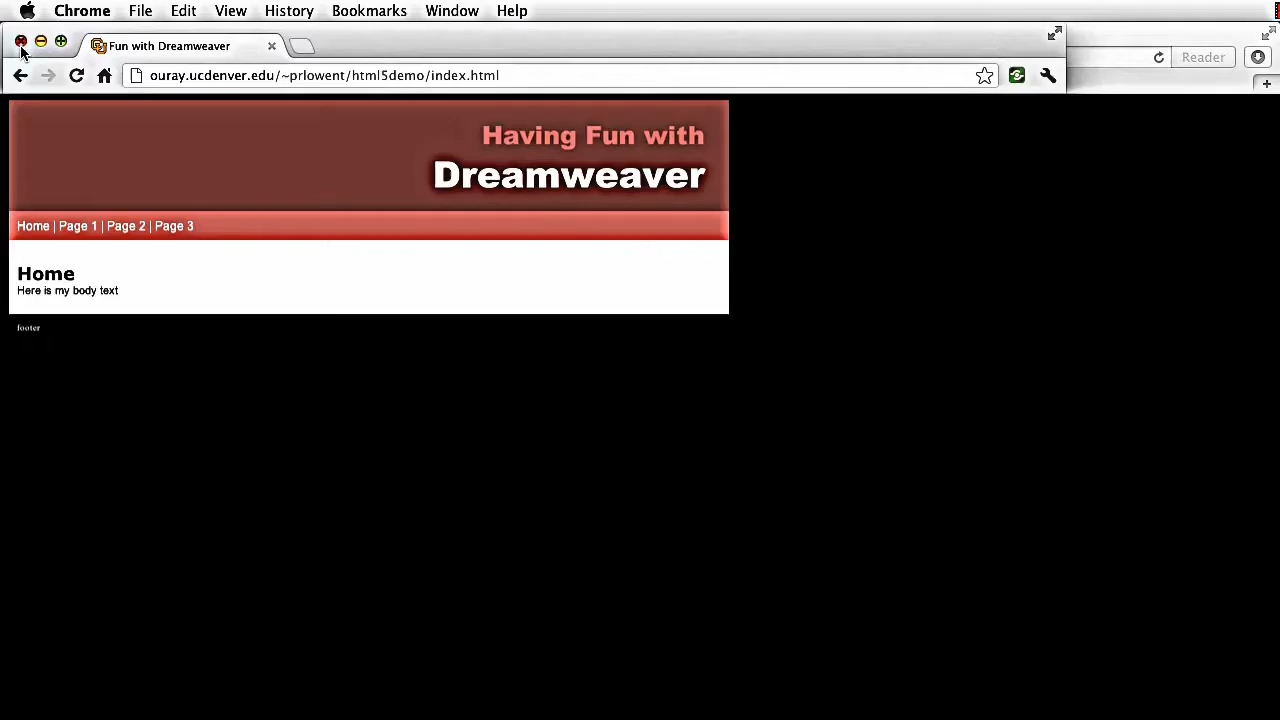 Chrome File Edit View History Bookmarks Window Help
Fun with Dreamweaver
ouray.ucdenver.edu/~prlowent/html5demo/index.html
Reader
Having Fun with
Dreamweaver
Home | Page 1 | Page 2 | Page 3
Home
Here is my body text
footer